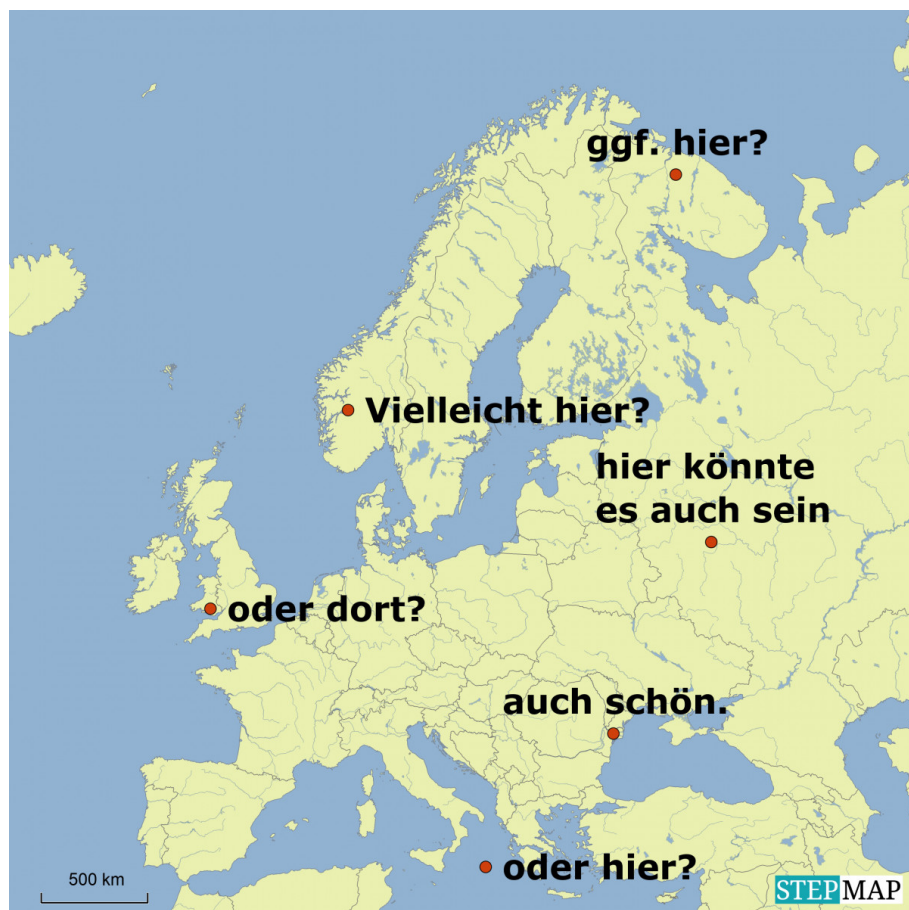 ggf. hier?
Vielleicht hier?
hier könnte
es auch sein
oder dort?
auch schön.
oder hier?
500 km
STEPMAP